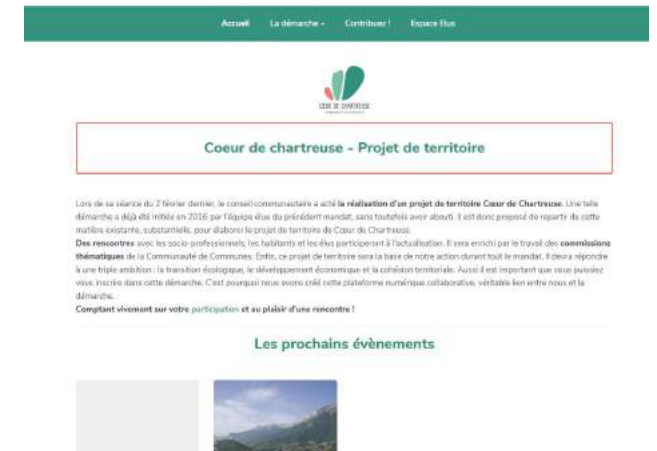 Accueil La démarche Contribuez ! Espace Elus
COEUR DE CHARTREUSE
Coeur de chartreuse - Projet de territoire
Lors de sa séance du 2 février dernier, le conseil communautaire a acté la réalisation d'un projet de territoire Cœur de Chartreuse. Une telle
démarche a déjà été initiée en 2016 par l'équipe élue du précédent mandat, sans toutefois avoir abouti. Il est donc proposé de repartir de cette
matière existante, substantielle, pour élaborer le projet de territoire de Cœur de Chartreuse.
Des rencontres avec les socio-professionnels, les habitants et les élus participeront à l'actualisation. Il sera enrichi par le travail des commissions
thématiques de la Communauté de Communes. Enfin, ce projet de territoire sera la base de notre action durant tout le mandat. Il devra répondre
à une triple ambition : la transition écologique, le développement économique et la cohésion territoriale. Aussi il est important que vous puissiez
vous inscrire dans cette démarche. C'est pourquoi nous avons créé cette plateforme numérique collaborative, véritable lien entre nous et la
démarche.
Comptant vivement sur votre participation et au plaisir d'une rencontre !
Les prochains évènements